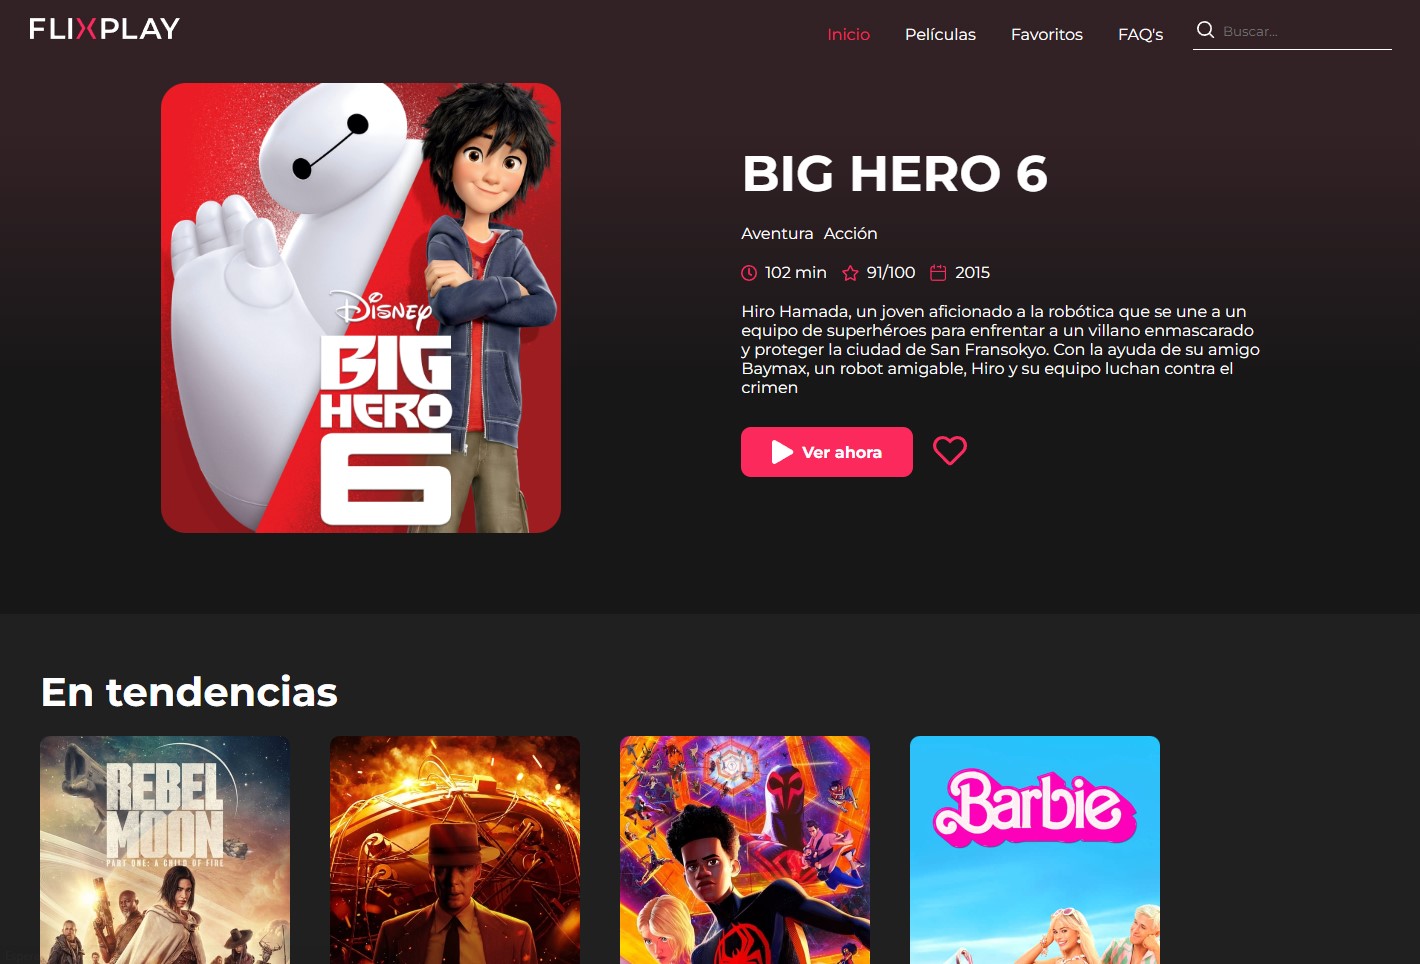 FLIXPLAY
Inicio Películas Favoritos FAQ's Buscar...
Disney
BIG
HERO
6
BIG HERO 6
Aventura Acción
102 min 91/100 2015
Hiro Hamada, un joven aficionado a la robótica que se une a un
equipo de superhéroes para enfrentar a un villano enmascarado
y proteger la ciudad de San Fransokyo. Con la ayuda de su amigo
Baymax, un robot amigable, Hiro y su equipo luchan contra el
crimen
Ver ahora
En tendencias
REBEL
MOON
PART ONE: A CHILD OF FIRE
Barbie